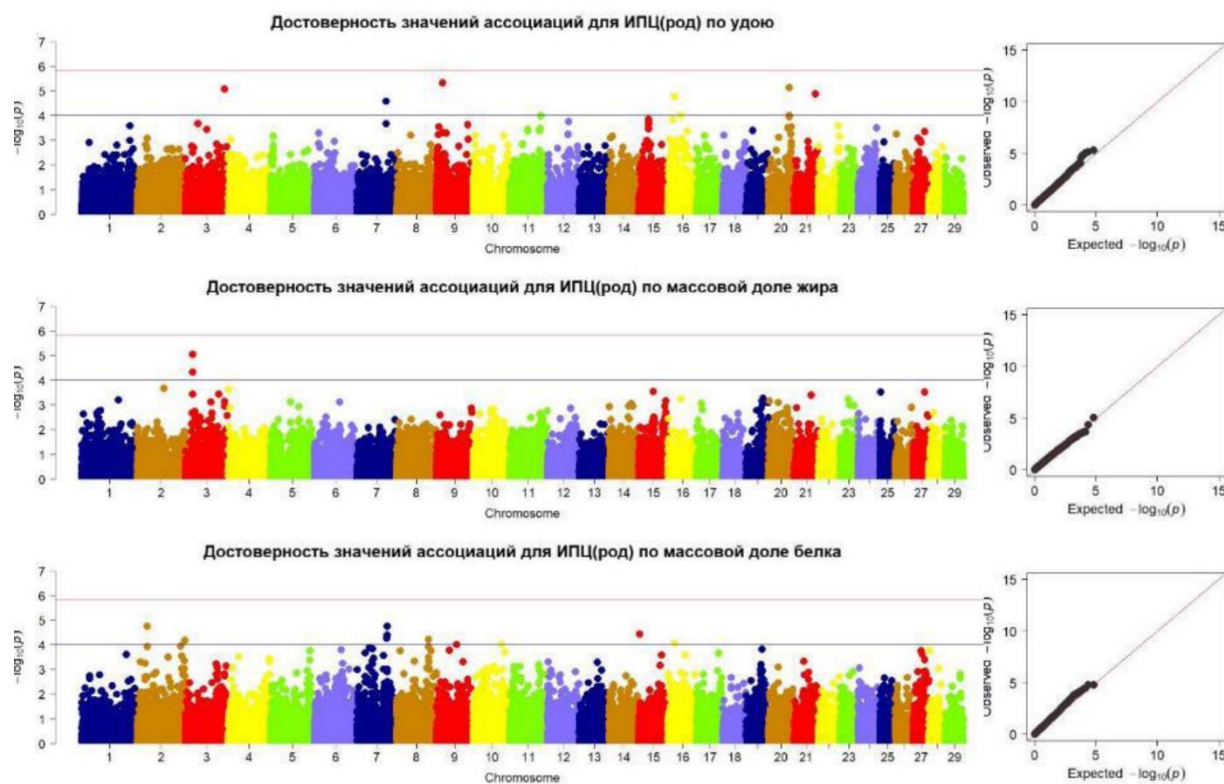 Достоверность значений ассоциаций для ИПЦ(род) по удою
7
6
5
4
3
2
1
0
−log10(p)
1 2 3 4 5 6 7 8 9 10 11 12 13 14 15 16 17 18 20 21 23 25 27 29
Chromosome
15
10
5
0
Observed −log10(p)
0 5 10 15
Expected −log10(p)
Достоверность значений ассоциаций для ИПЦ(род) по массовой доле жира
7
6
5
4
3
2
1
0
−log10(p)
1 2 3 4 5 6 7 8 9 10 11 12 13 14 15 16 17 18 20 21 23 25 27 29
Chromosome
15
10
5
0
Observed −log10(p)
0 5 10 15
Expected −log10(p)
Достоверность значений ассоциаций для ИПЦ(род) по массовой доле белка
7
6
5
4
3
2
1
0
−log10(p)
1 2 3 4 5 6 7 8 9 10 11 12 13 14 15 16 17 18 20 21 23 25 27 29
Chromosome
15
10
5
0
Observed −log10(p)
0 5 10 15
Expected −log10(p)